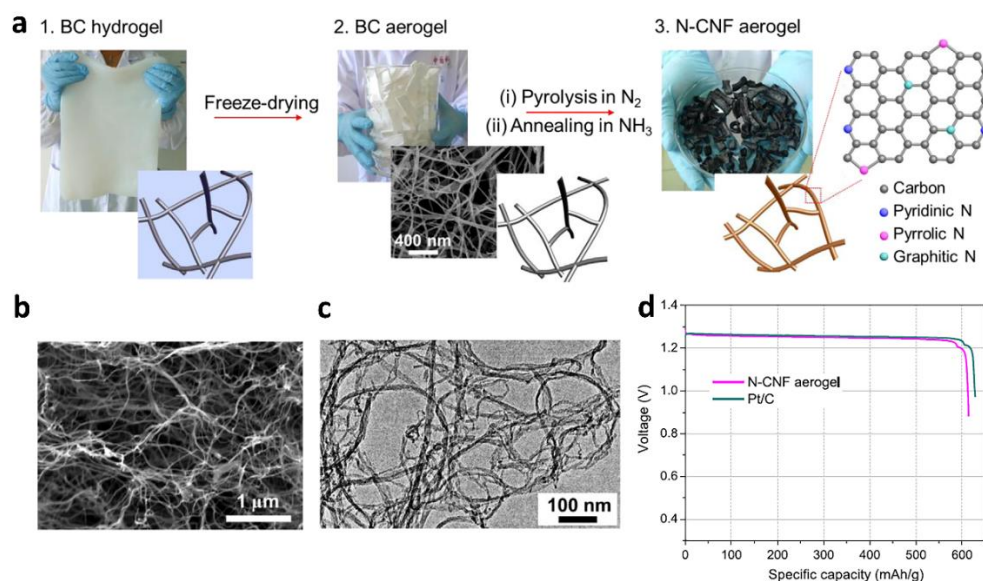 a
1. BC hydrogel
2. BC aerogel
3. N-CNF aerogel
Freeze-drying
(i) Pyrolysis in N2
(ii) Annealing in NH3
400 nm
Carbon
Pyridinic N
Pyrrolic N
Graphitic N
b
1 μm
c
100 nm
d
1.4
1.2
1.0
0.8
0.6
0.4
Voltage (V)
N-CNF aerogel
Pt/C
0 100 200 300 400 500 600
Specific capacity (mAh/g)